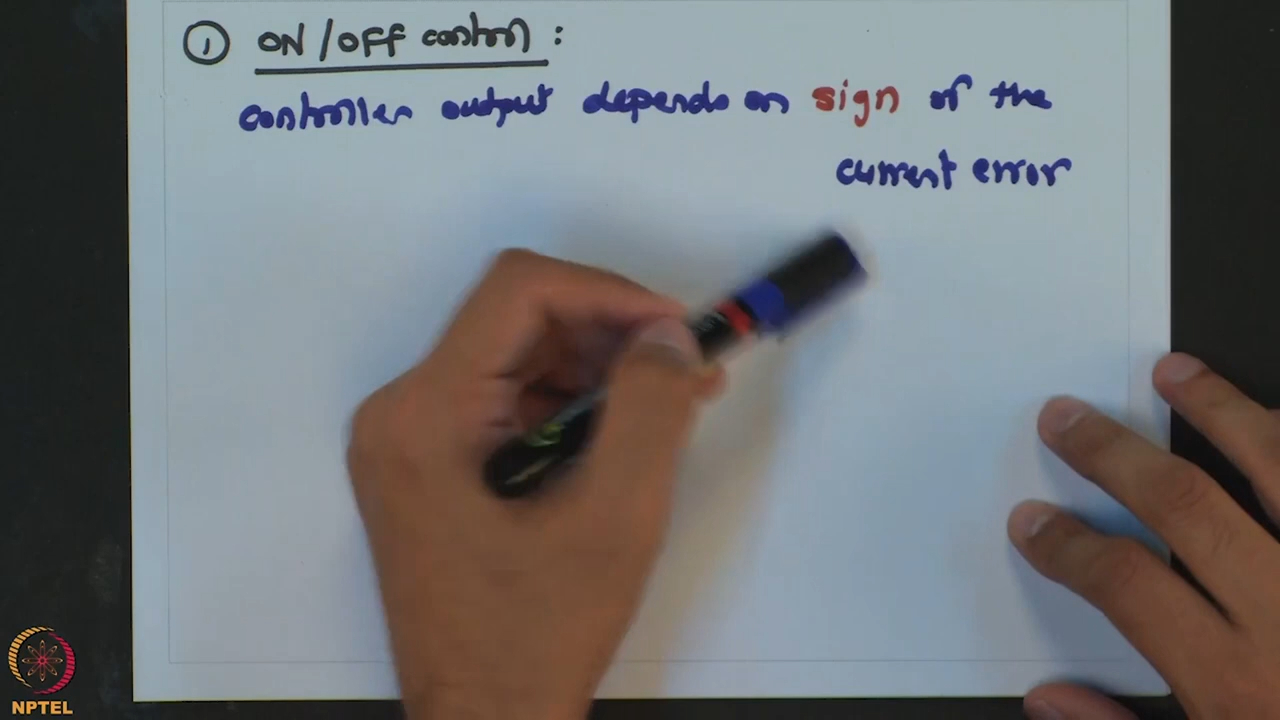 ① ON/OFF control :
controller output depends on sign of the
current error
NPTEL